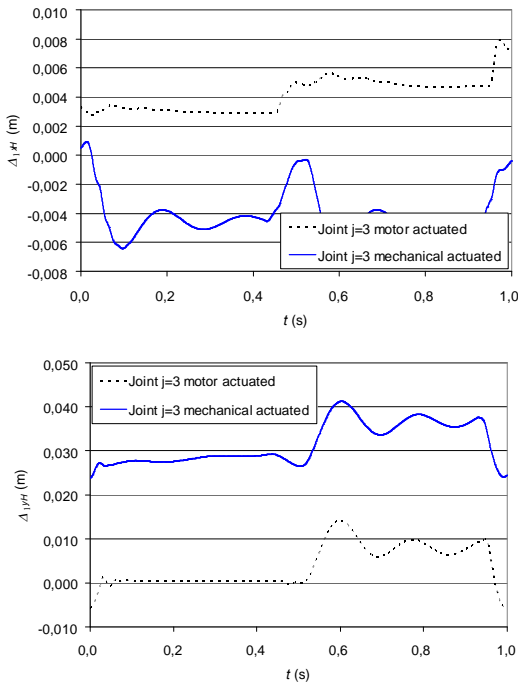 0,010
0,008
0,006
0,004
0,002
0,000
-0,002
-0,004
-0,006
-0,008
Δ₁xH (m)
Joint j=3 motor actuated
Joint j=3 mechanical actuated
0,0 0,2 0,4 0,6 0,8 1,0
t (s)
0,050
0,040
0,030
0,020
0,010
0,000
-0,010
Δ₁yH (m)
Joint j=3 motor actuated
Joint j=3 mechanical actuated
0,0 0,2 0,4 0,6 0,8 1,0
t (s)